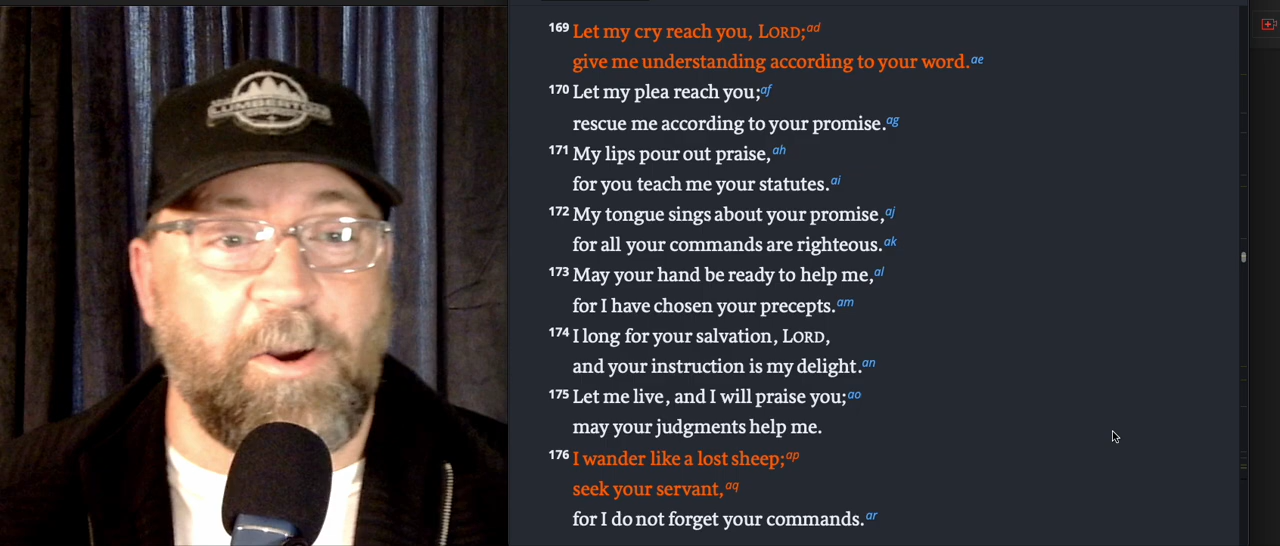 LUMBERTON
169 Let my cry reach you, LORD;ad
give me understanding according to your word.ae
170 Let my plea reach you;af
rescue me according to your promise.ag
171 My lips pour out praise,ah
for you teach me your statutes.ai
172 My tongue sings about your promise,aj
for all your commands are righteous.ak
173 May your hand be ready to help me,al
for I have chosen your precepts.am
174 I long for your salvation, LORD,
and your instruction is my delight.an
175 Let me live, and I will praise you;ao
may your judgments help me.
176 I wander like a lost sheep;ap
seek your servant,aq
for I do not forget your commands.ar